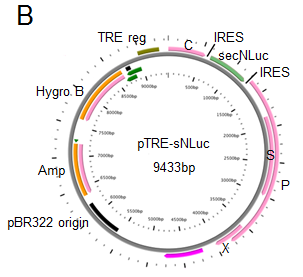 B
TRE reg
C
IRES
secNLuc
IRES
Hygro B
pTRE-sNLuc
9433bp
S
P
Amp
pBR322 origin
X